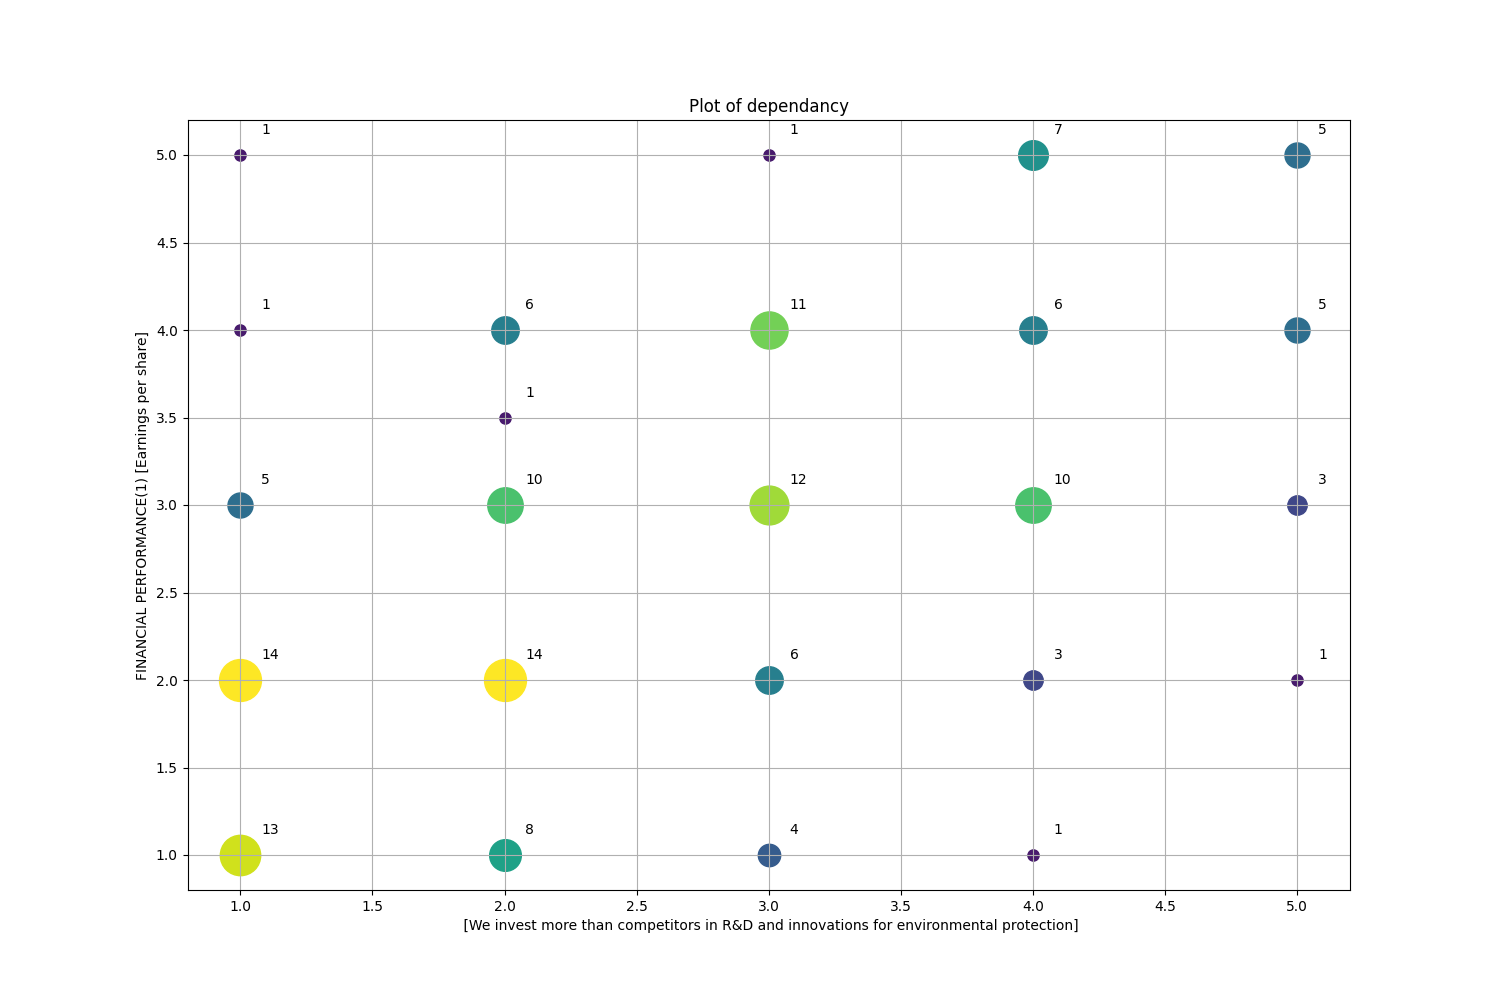 Plot of dependancy
1 1 7 5
5.0
4.5
1 6 11 6 5
4.0
1
3.5
5 10 12 10 3
3.0
2.5
14 14 6 3 1
2.0
1.5
13 8 4 1
1.0
FINANCIAL PERFORMANCE(1) [Earnings per share]
1.0 1.5 2.0 2.5 3.0 3.5 4.0 4.5 5.0
[We invest more than competitors in R&D and innovations for environmental protection]